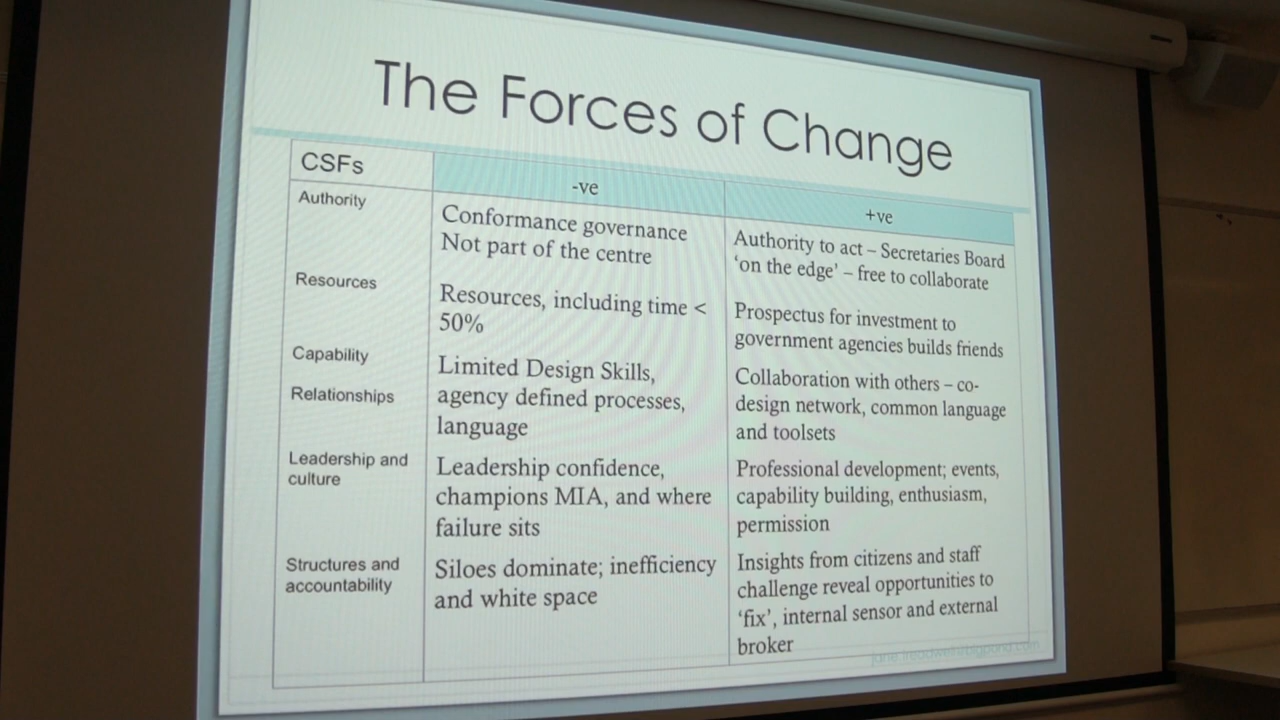 The Forces of Change
CSFs
-ve
+ve
Authority
Conformance governance
Not part of the centre
Authority to act – Secretaries Board
‘on the edge’ – free to collaborate
Resources
Resources, including time <
50%
Prospectus for investment to
government agencies builds friends
Capability
Relationships
Limited Design Skills,
agency defined processes,
language
Collaboration with others – co-
design network, common language
and toolsets
Leadership and
culture
Leadership confidence,
champions MIA, and where
failure sits
Professional development; events,
capability building, enthusiasm,
permission
Structures and
accountability
Siloes dominate; inefficiency
and white space
Insights from citizens and staff
challenge reveal opportunities to
‘fix’, internal sensor and external
broker